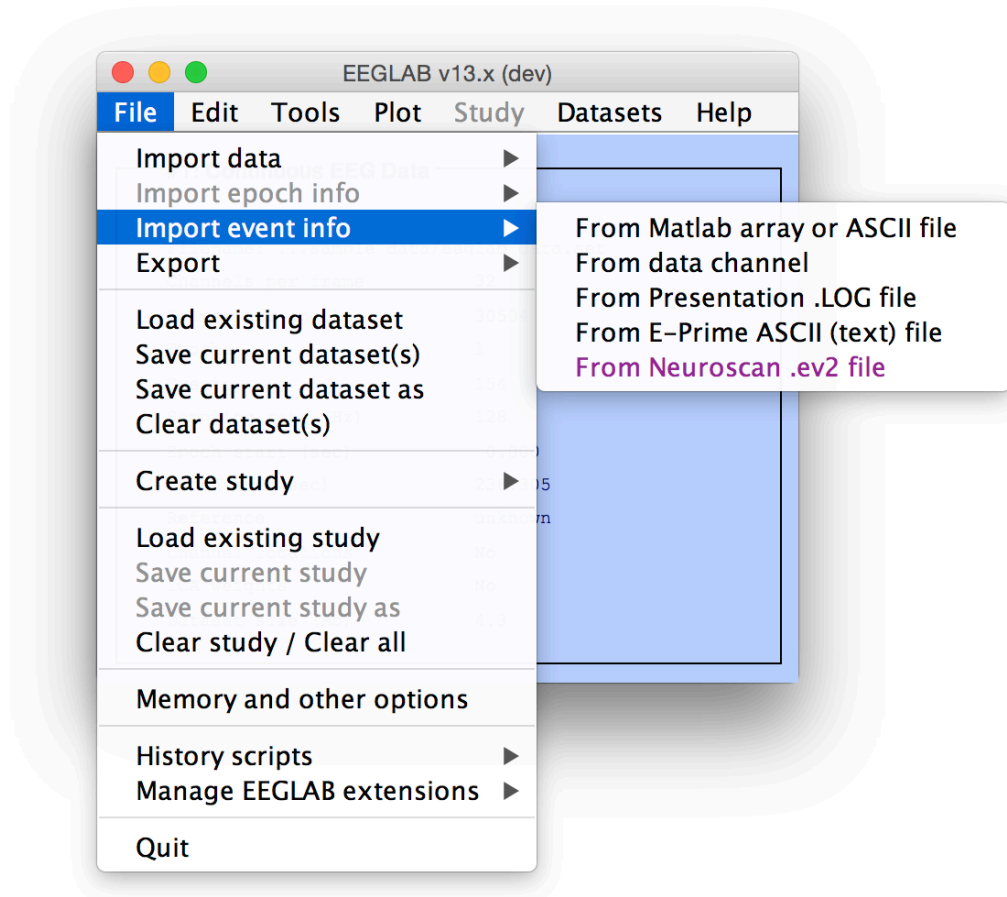 EEGLAB v13.x (dev)
File Edit Tools Plot Study Datasets Help
Import data
Import epoch info
Import event info
Export
Load existing dataset
Save current dataset(s)
Save current dataset as
Clear dataset(s)
Create study
Load existing study
Save current study
Save current study as
Clear study / Clear all
Memory and other options
History scripts
Manage EEGLAB extensions
Quit
From Matlab array or ASCII file
From data channel
From Presentation .LOG file
From E-Prime ASCII (text) file
From Neuroscan .ev2 file